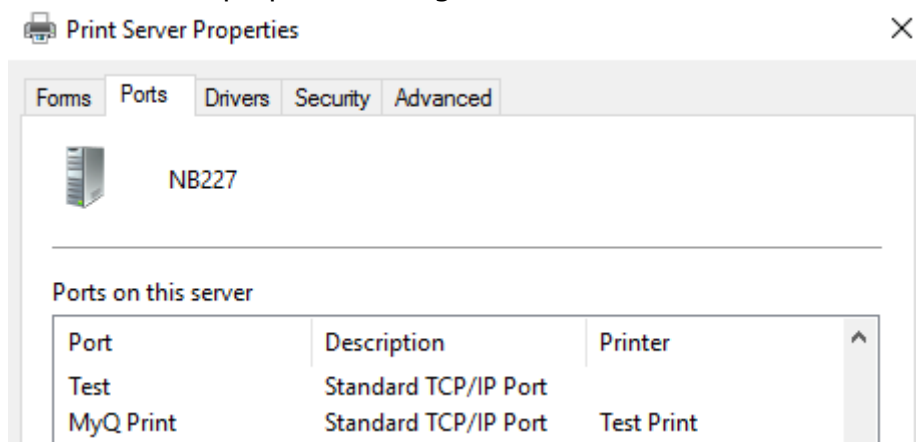 Print Server Properties
Forms Ports Drivers Security Advanced
NB227
Ports on this server
Port Description Printer
Test Standard TCP/IP Port
MyQ Print Standard TCP/IP Port Test Print